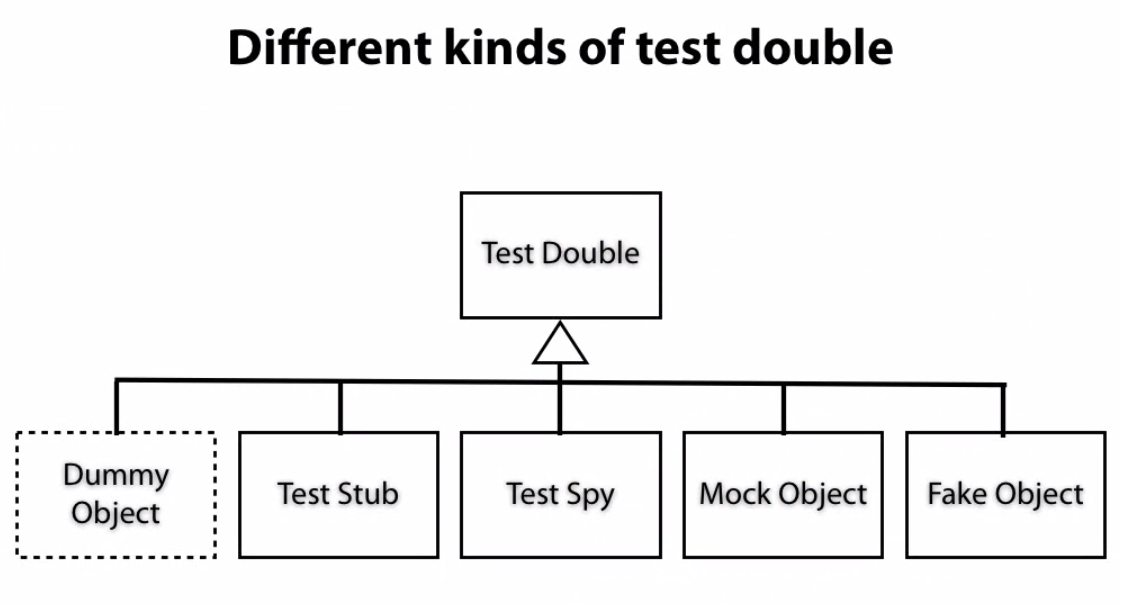 Different kinds of test double
Test Double
Dummy
Object
Test Stub
Test Spy
Mock Object
Fake Object